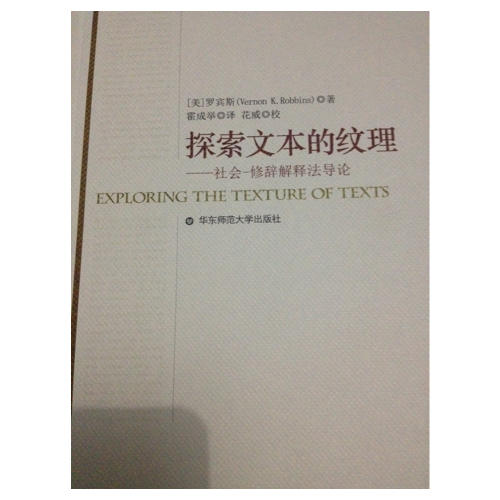 [美]罗宾斯(Vernon K.Robbins)◎著
霍成举◎译 花威◎校
探索文本的纹理
——社会-修辞解释法导论
EXPLORING THE TEXTURE OF TEXTS
华东师范大学出版社